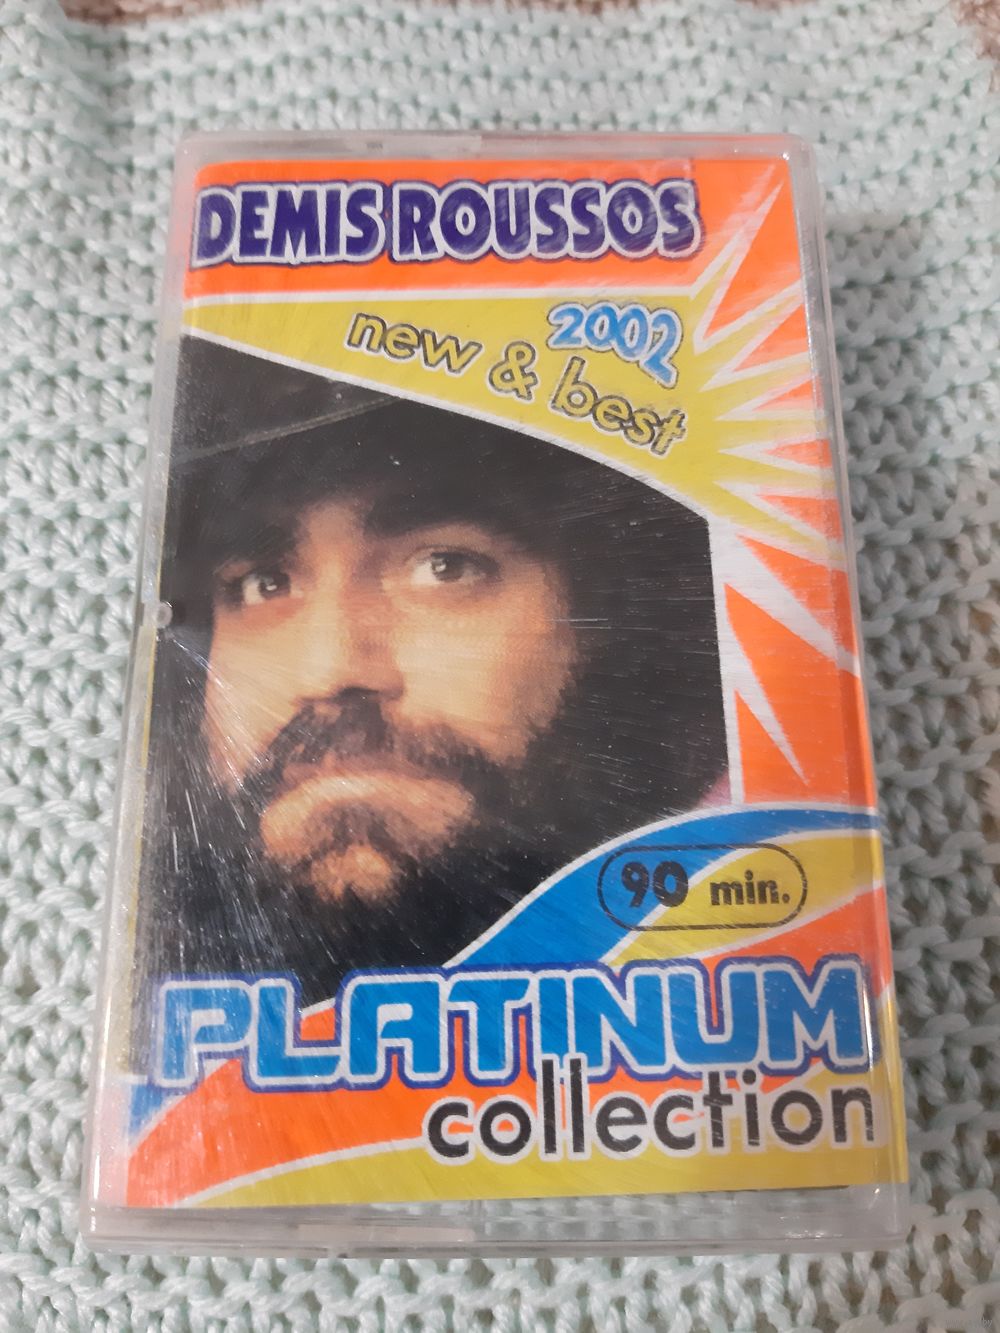 DEMIS ROUSSOS
2002
new & best
90 min.
PLATINUM
collection